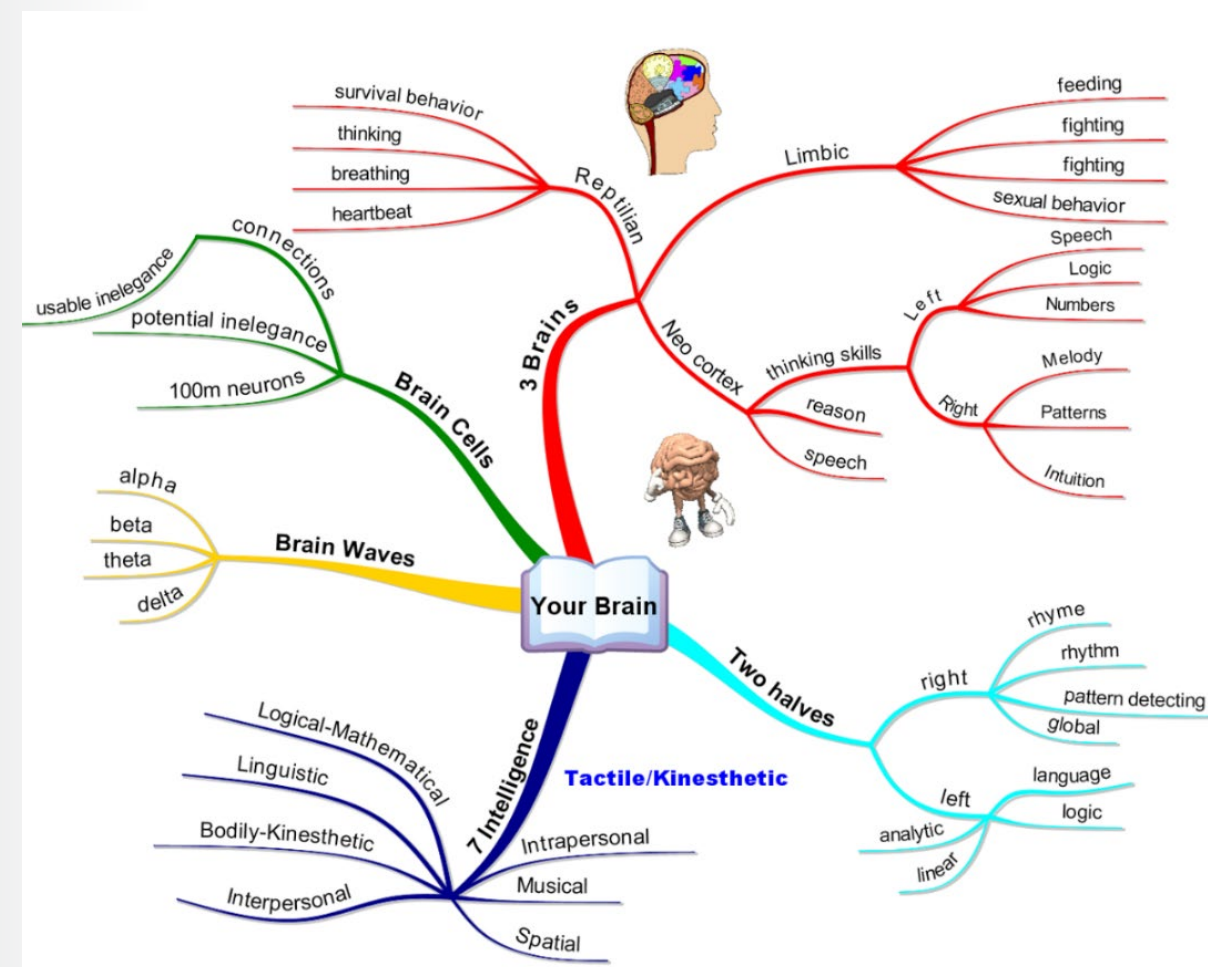 Your Brain
3 Brains
Reptilian
survival behavior
thinking
breathing
heartbeat
Limbic
feeding
fighting
fighting
sexual behavior
Neo cortex
thinking skills
Left
Speech
Logic
Numbers
Right
Melody
Patterns
Intuition
reason
speech
Two halves
right
rhyme
rhythm
pattern detecting
global
left
language
logic
analytic
linear
Tactile/Kinesthetic
7 Intelligence
Intrapersonal
Musical
Spatial
Logical-Mathematical
Linguistic
Bodily-Kinesthetic
Interpersonal
Brain Waves
alpha
beta
theta
delta
Brain Cells
connections
usable inelegance
potential inelegance
100m neurons